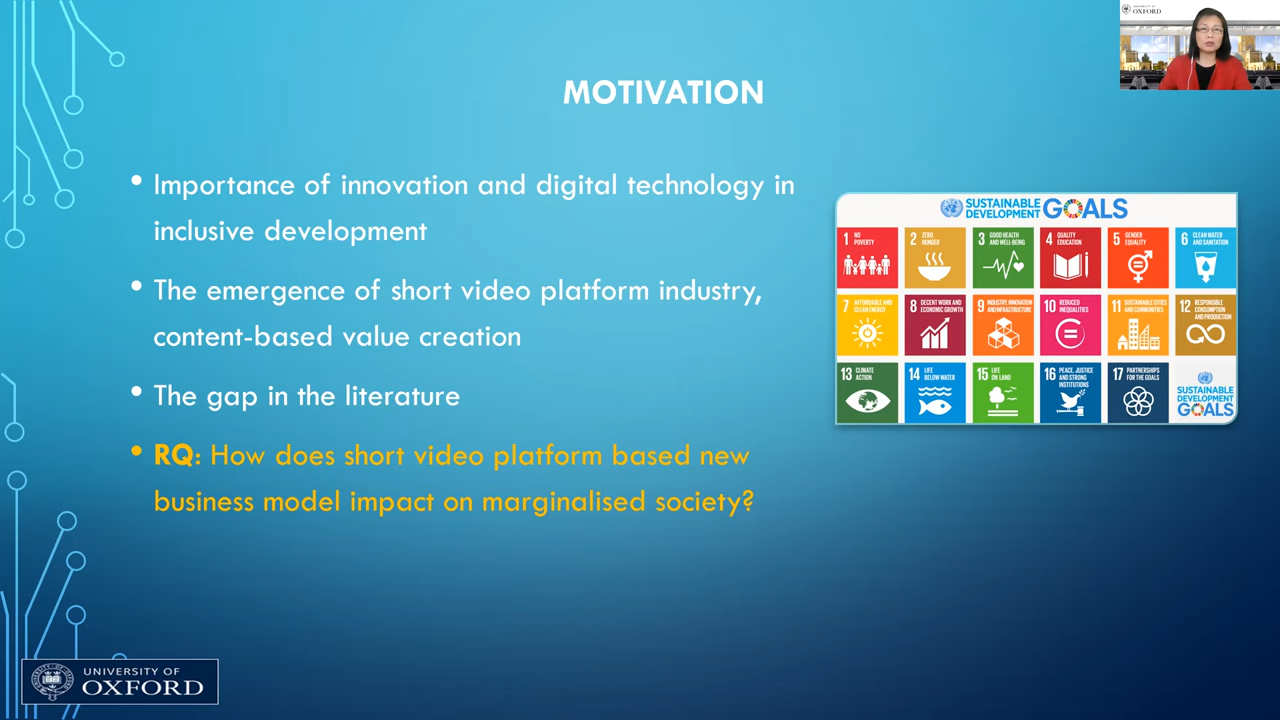 UNIVERSITY OF
OXFORD
MOTIVATION
• Importance of innovation and digital technology in
inclusive development
• The emergence of short video platform industry,
content-based value creation
• The gap in the literature
• RQ: How does short video platform based new
business model impact on marginalised society?
SUSTAINABLE
DEVELOPMENT GOALS
1 NO
POVERTY
2 ZERO
HUNGER
3 GOOD HEALTH
AND WELL-BEING
4 QUALITY
EDUCATION
5 GENDER
EQUALITY
6 CLEAN WATER
AND SANITATION
7 AFFORDABLE AND
CLEAN ENERGY
8 DECENT WORK AND
ECONOMIC GROWTH
9 INDUSTRY, INNOVATION
AND INFRASTRUCTURE
10 REDUCED
INEQUALITIES
11 SUSTAINABLE CITIES
AND COMMUNITIES
12 RESPONSIBLE
CONSUMPTION
AND PRODUCTION
13 CLIMATE
ACTION
14 LIFE
BELOW WATER
15 LIFE
ON LAND
16 PEACE, JUSTICE
AND STRONG
INSTITUTIONS
17 PARTNERSHIPS
FOR THE GOALS
SUSTAINABLE
DEVELOPMENT
GOALS
UNIVERSITY OF
OXFORD